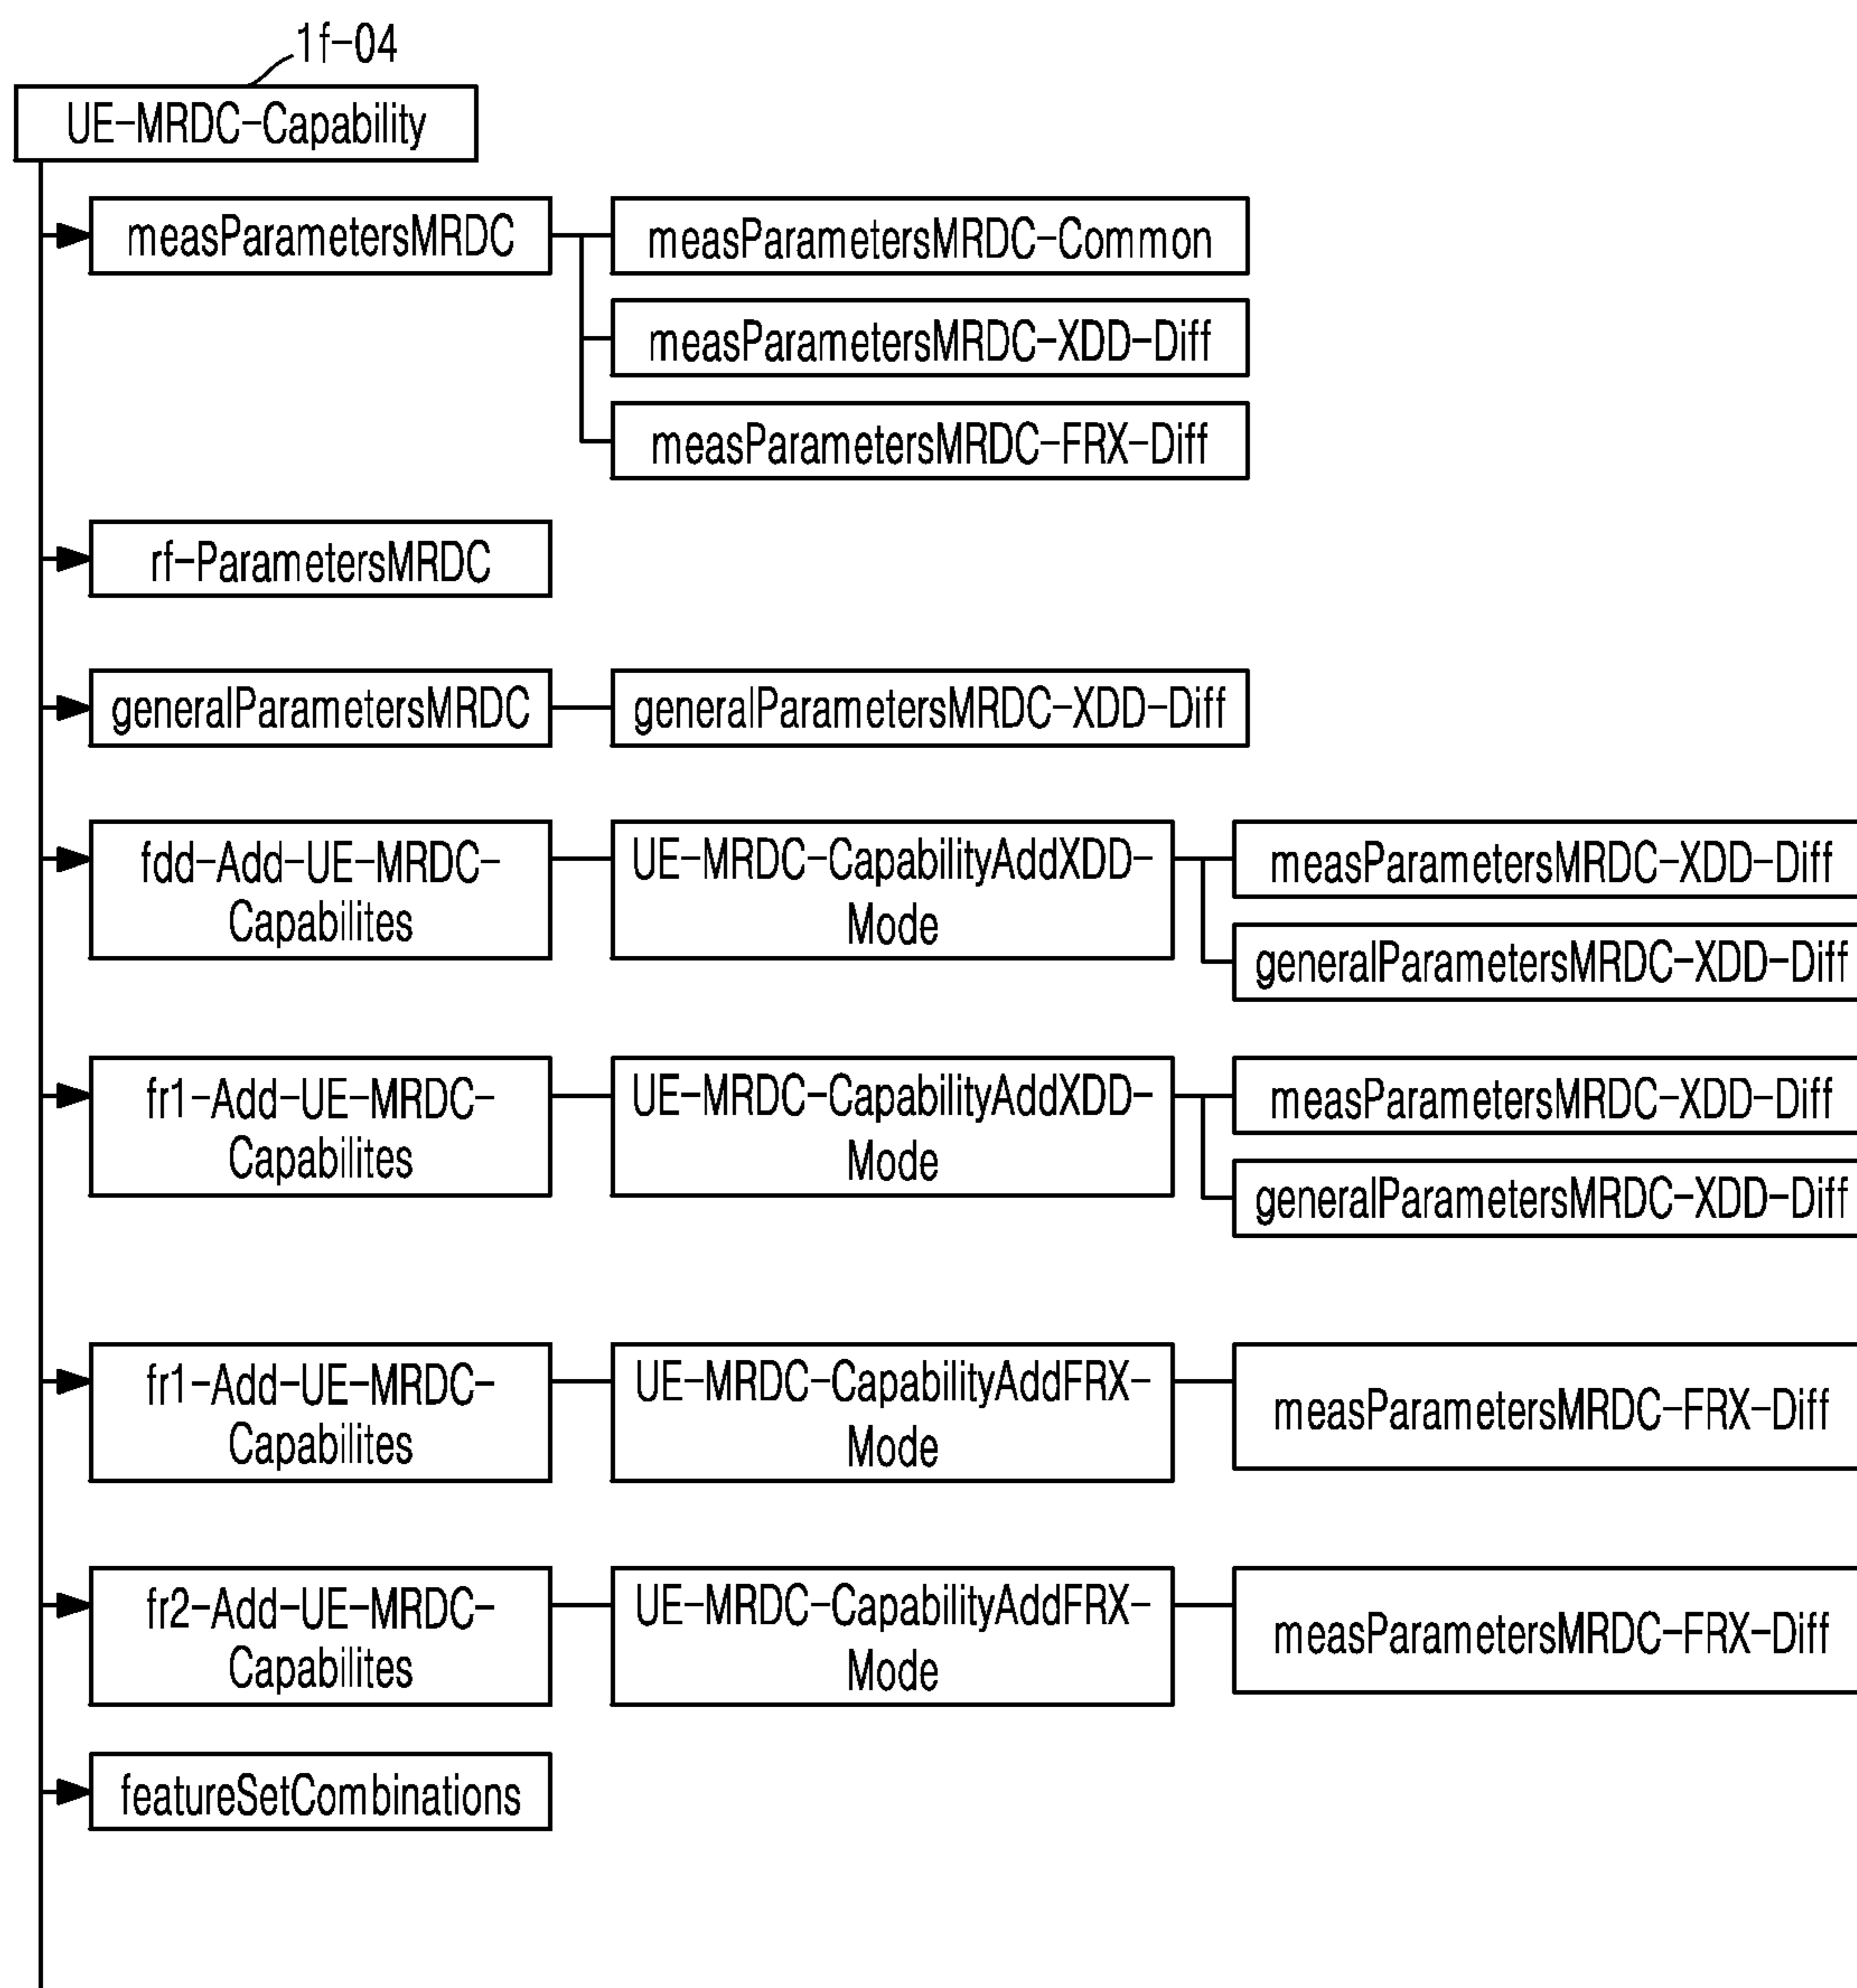 1f-04
UE-MRDC-Capability
measParametersMRDC
measParametersMRDC-Common
measParametersMRDC-XDD-Diff
measParametersMRDC-FRX-Diff
rf-ParametersMRDC
generalParametersMRDC
generalParametersMRDC-XDD-Diff
fdd-Add-UE-MRDC-
Capabilites
UE-MRDC-CapabilityAddXDD-
Mode
measParametersMRDC-XDD-Diff
generalParametersMRDC-XDD-Diff
fr1-Add-UE-MRDC-
Capabilites
UE-MRDC-CapabilityAddXDD-
Mode
measParametersMRDC-XDD-Diff
generalParametersMRDC-XDD-Diff
fr1-Add-UE-MRDC-
Capabilites
UE-MRDC-CapabilityAddFRX-
Mode
measParametersMRDC-FRX-Diff
fr2-Add-UE-MRDC-
Capabilites
UE-MRDC-CapabilityAddFRX-
Mode
measParametersMRDC-FRX-Diff
featureSetCombinations